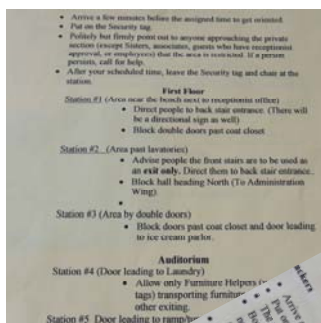 • Arrive a few minutes before the assigned time to get oriented.
• Put on the Security tag
• Politely but firmly point out to anyone approaching the private
section (except Sisters, associates, guests who have receptionist
approval, or employees) that the area is restricted. If a person
persists, call for help.
• After your scheduled time, leave the Security tag and chair at the
station.
First Floor
Station #1 (Area near the bench next to receptionist office)
• Direct people to back stair entrance. (There will
be a directional sign as well)
• Block double doors past coat closet
Station #2 (Area past lavatories)
• Advise people the front stairs are to be used as
an exit only. Direct them to back stair entrance.
• Block hall heading North (To Administration
Wing)
•
Station #3 (Area by double doors)
• Block doors past coat closet and door leading
to ice cream parlor.
Auditorium
Station #4 (Door leading to Laundry)
• Allow only Furniture Helpers
tags) transporting
other exiting.
Station #5 Door leading to
ackers
Arrive
Put
The